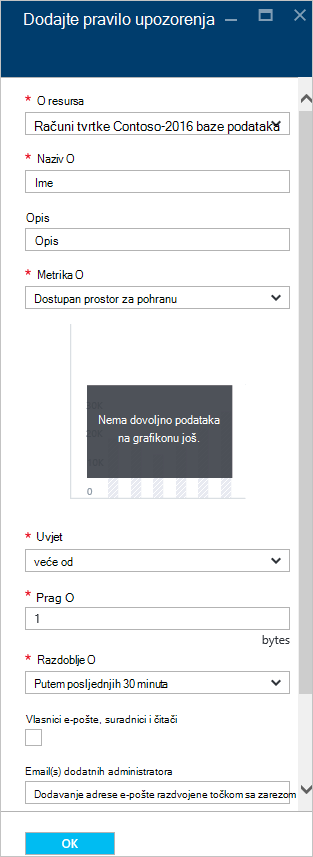 Dodajte pravilo upozorenja
* O resursa
Računi tvrtke Contoso-2016 baze podataka
* Naziv O
Ime
Opis
Opis
* Metrika O
Dostupan prostor za pohranu
Nema dovoljno podataka
na grafikonu još.
0
* Uvjet
veće od
* Prag O
1
bytes
* Razdoblje O
Putem posljednjih 30 minuta
Vlasnici e-pošte, suradnici i čitači
Email(s) dodatnih administratora
Dodavanje adrese e-pošte razdvojene točkom sa zarezom
OK